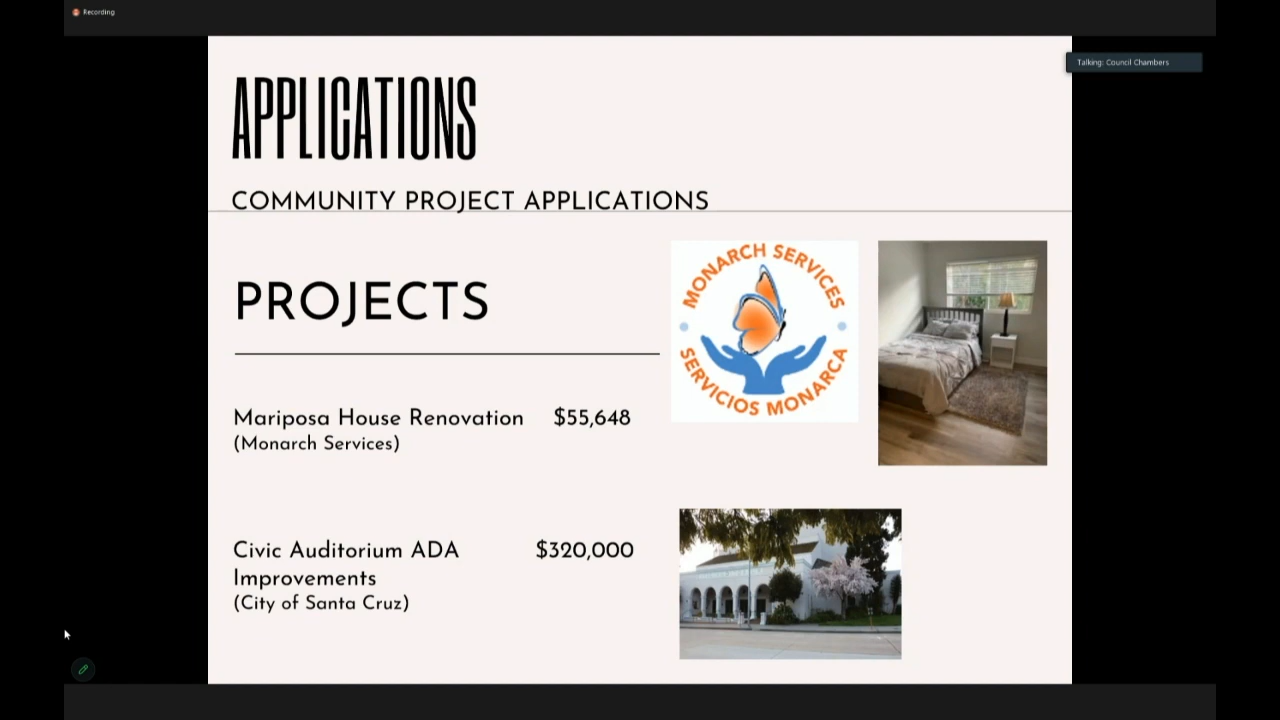 Recording
Talking: Council Chambers
APPLICATIONS
COMMUNITY PROJECT APPLICATIONS
PROJECTS
MONARCH SERVICES
SERVICIOS MONARCA
Mariposa House Renovation $55,648
(Monarch Services)
Civic Auditorium ADA $320,000
Improvements
(City of Santa Cruz)